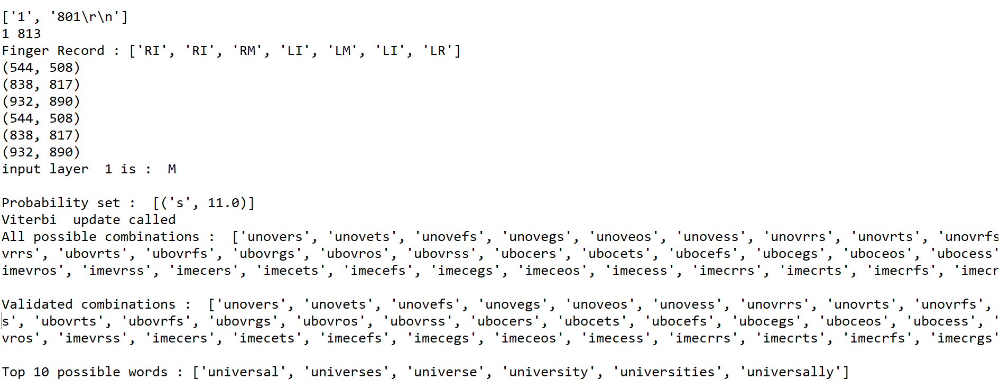 ['1', '801\r\n']
1 813
Finger Record : ['RI', 'RI', 'RM', 'LI', 'LM', 'LI', 'LR']
(544, 508)
(838, 817)
(932, 890)
(544, 508)
(838, 817)
(932, 890)
input layer  1 is :  M
Probability set :  [('s', 11.0)]
Viterbi  update called
All possible combinations :  ['unovers', 'unovets', 'unovefs', 'unovegs', 'unoveos', 'unovess', 'unovrrs', 'unovrts', 'unovrfs
vrrs', 'ubovrts', 'ubovrfs', 'ubovrgs', 'ubovros', 'ubovrss', 'ubocers', 'ubocets', 'ubocefs', 'ubocegs', 'uboceos', 'ubocess'
imevros', 'imevrss', 'imecers', 'imecets', 'imecefs', 'imecegs', 'imeceos', 'imecess', 'imecrrs', 'imecrts', 'imecrfs', 'imecr
Validated combinations :  ['unovers', 'unovets', 'unovefs', 'unovegs', 'unoveos', 'unovess', 'unovrrs', 'unovrts', 'unovrfs',
s', 'ubovrts', 'ubovrfs', 'ubovrgs', 'ubovros', 'ubovrss', 'ubocers', 'ubocets', 'ubocefs', 'ubocegs', 'uboceos', 'ubocess', '
vros', 'imevrss', 'imecers', 'imecets', 'imecefs', 'imecegs', 'imeceos', 'imecess', 'imecrrs', 'imecrts', 'imecrfs', 'imecrgs'
Top 10 possible words : ['universal', 'universes', 'universe', 'university', 'universities', 'universally']